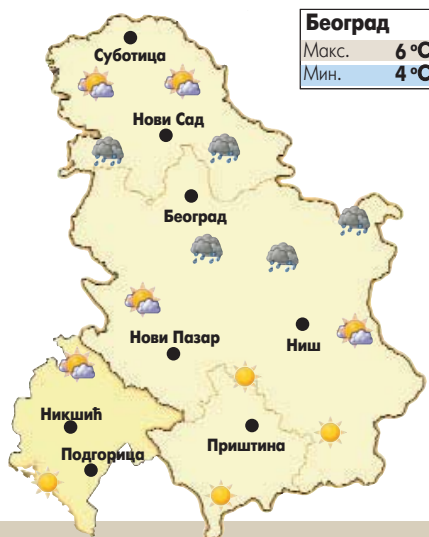 Београд
Макс. 6 °C
Мин. 4 °C
Суботица
Нови Сад
Београд
Нови Пазар
Ниш
Никшић
Приштина
Подгорица